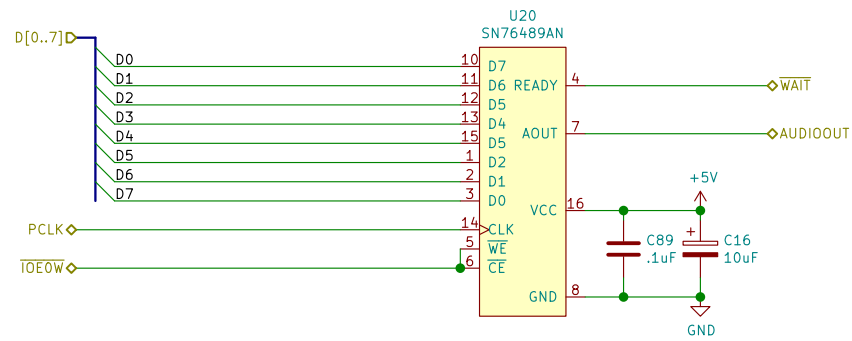 U20
SN76489AN
D[0..7]
D0 10 D7
D1 11 D6 READY 4 WAIT
D2 12 D5
D3 13 D4
D4 15 D5 AOUT 7 AUDIOOUT
D5 1 D2
D6 2 D1
D7 3 D0
+5V
VCC 16
PCLK 14 CLK
5 WE
+
C89 C16
.1uF 10uF
IOE0W 6 CE
GND 8
GND